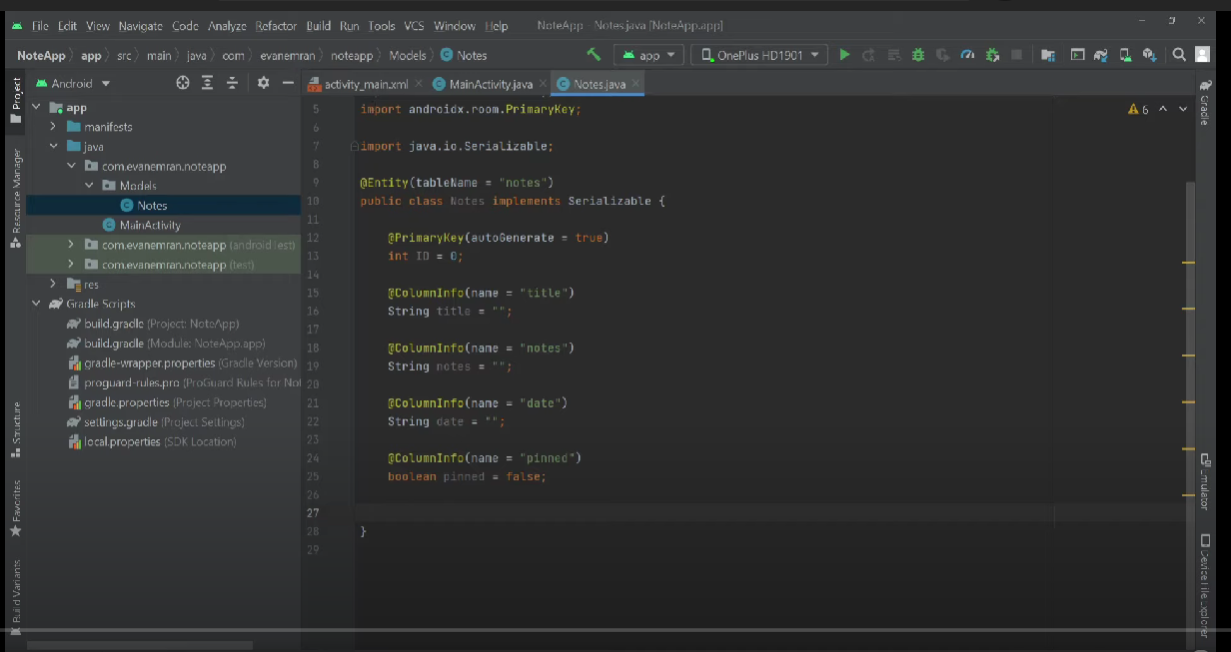 File Edit View Navigate Code Analyze Refactor Build Run Tools VCS Window Help NoteApp - Notes.java [NoteApp.app]
NoteApp app src main java com evanemran noteapp Models Notes app OnePlus HD1901
Project
Android
activity_main.xml
MainActivity.java
Notes.java
Resource Manager
Structure
Favorites
Build Variants
app
manifests
java
com.evanemran.noteapp
Models
Notes
MainActivity
com.evanemran.noteapp (androidTest)
com.evanemran.noteapp (test)
res
Gradle Scripts
build.gradle (Project: NoteApp)
build.gradle (Module: NoteApp.app)
gradle-wrapper.properties (Gradle Version)
proguard-rules.pro (ProGuard Rules for Not
gradle.properties (Project Properties)
settings.gradle (Project Settings)
local.properties (SDK Location)
5 import androidx.room.PrimaryKey;
6
7 import java.io.Serializable;
8
9 @Entity(tableName = "notes")
10 public class Notes implements Serializable {
11
12 @PrimaryKey(autoGenerate = true)
13 int ID = 0;
14
15 @ColumnInfo(name = "title")
16 String title = "";
17
18 @ColumnInfo(name = "notes")
19 String notes = "";
20
21 @ColumnInfo(name = "date")
22 String date = "";
23
24 @ColumnInfo(name = "pinned")
25 boolean pinned = false;
26
27
28 }
29
6
Gradle
Emulator
Device File Explorer